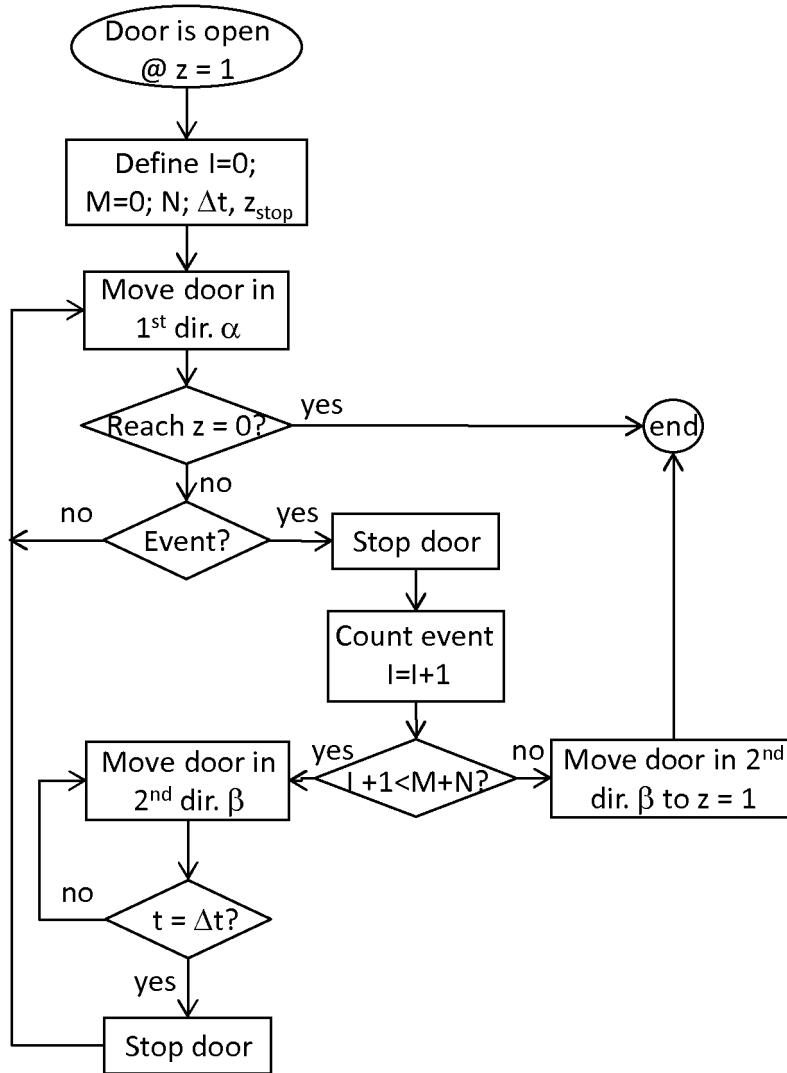 Door is open
@ z = 1
Define I=0;
M=0; N; Δt, zstop
Move door in
1st dir. α
Reach z = 0?
yes
end
no
no
Event?
yes
Stop door
Count event
I=I+1
Move door in
2nd dir. β
yes
I +1<M+N?
no
Move door in 2nd
dir. β to z = 1
no
t = Δt?
yes
Stop door